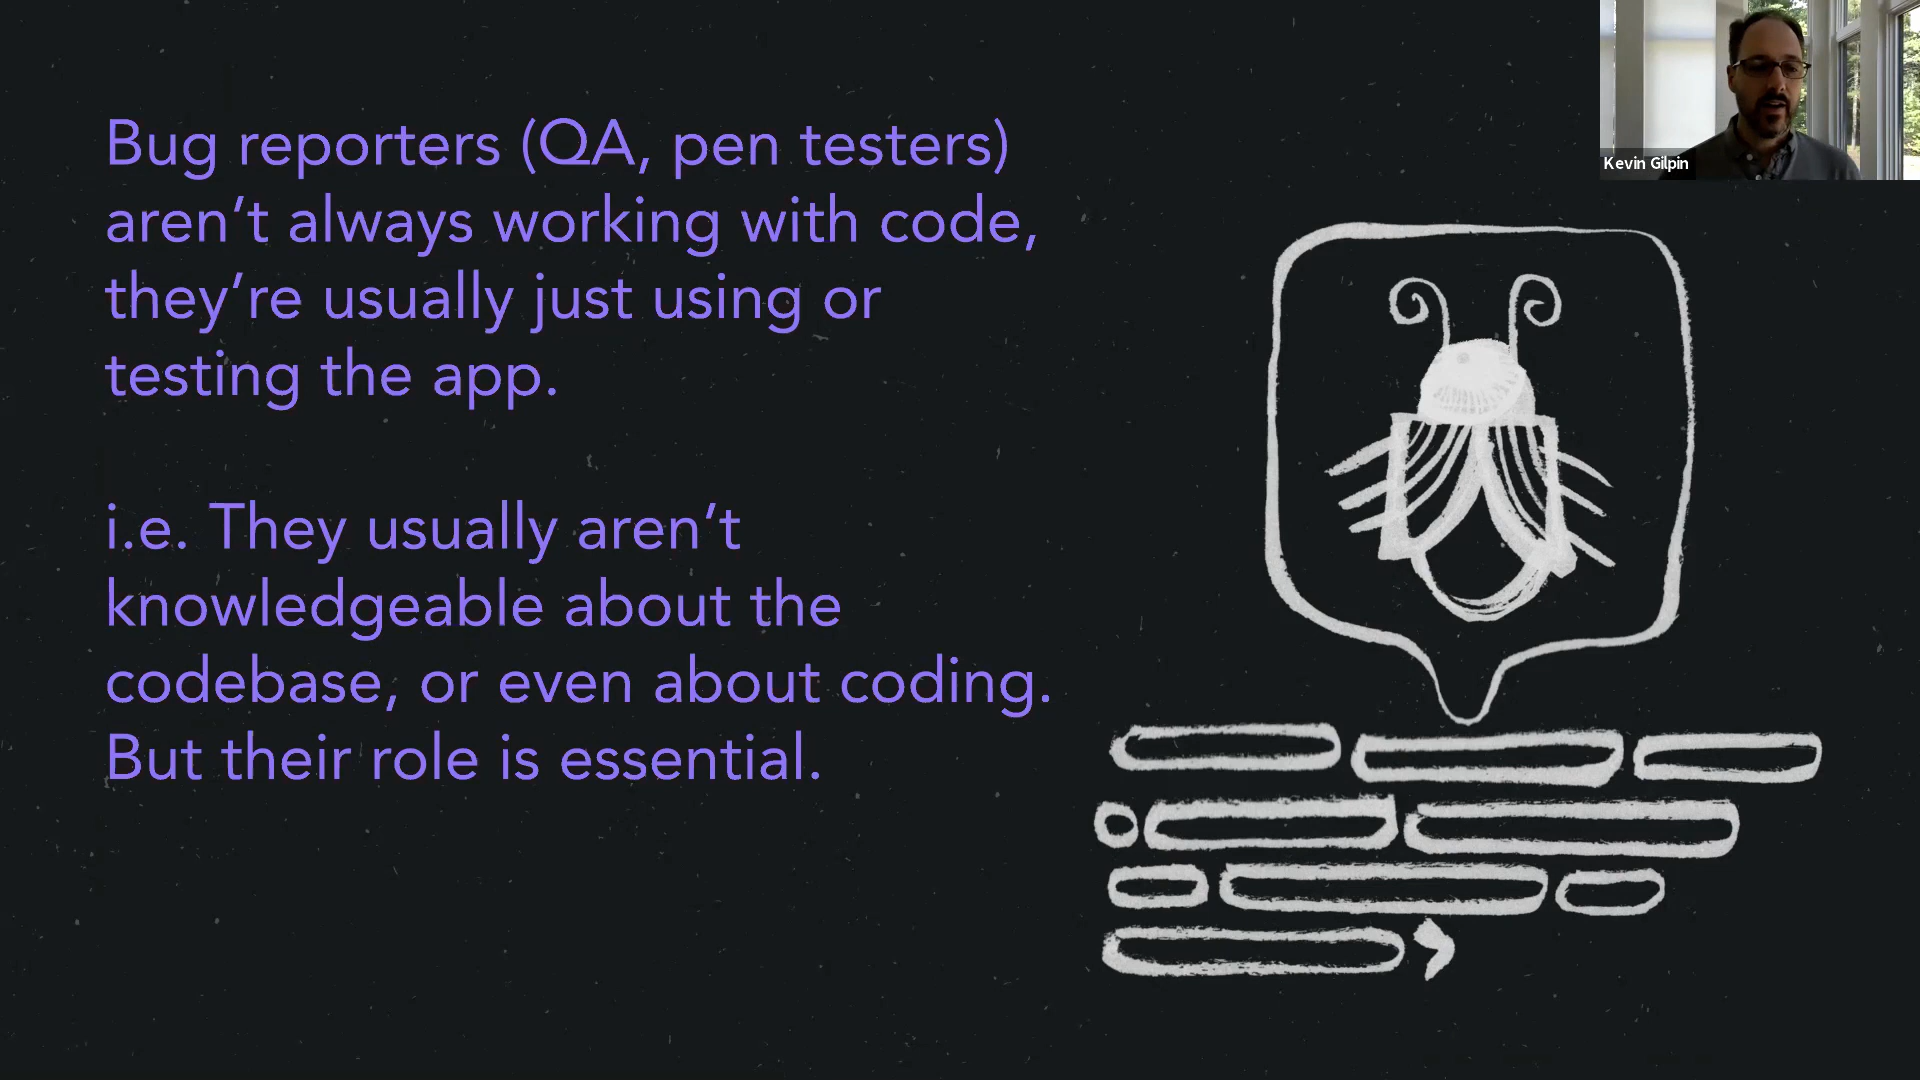 Bug reporters (QA, pen testers)
aren’t always working with code,
they’re usually just using or
testing the app.
i.e. They usually aren’t
knowledgeable about the
codebase, or even about coding.
But their role is essential.
Kevin Gilpin